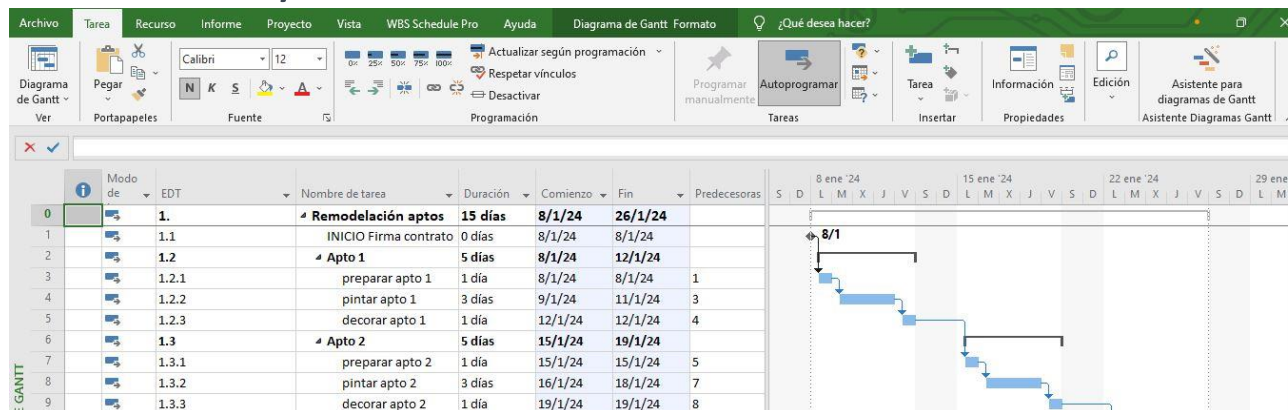 Archivo Tarea Recurso Informe Proyecto Vista WBS Schedule Pro Ayuda Diagrama de Gantt Formato ¿Qué desea hacer?
Diagrama de Gantt
Ver
Pegar
Portapapeles
Calibri 12
N K S A
Fuente
0% 25% 50% 75% 100%
Actualizar según programación
Respetar vínculos
Desactivar
Programación
Programar manualmente
Autoprogramar
Tareas
Tarea
Insertar
Información
Propiedades
Edición
Asistente para diagramas de Gantt
Asistente Diagramas Gantt
Modo de EDT Nombre de tarea Duración Comienzo Fin Predecesoras
8 ene '24 15 ene '24 22 ene '24 29 ene
S D L M X J V S D L M X J V S D L M X J V S D L M
0 1. Remodelación aptos 15 días 8/1/24 26/1/24
1 1.1 INICIO Firma contrato 0 días 8/1/24 8/1/24
8/1
2 1.2 Apto 1 5 días 8/1/24 12/1/24
3 1.2.1 preparar apto 1 1 día 8/1/24 8/1/24 1
4 1.2.2 pintar apto 1 3 días 9/1/24 11/1/24 3
5 1.2.3 decorar apto 1 1 día 12/1/24 12/1/24 4
6 1.3 Apto 2 5 días 15/1/24 19/1/24
7 1.3.1 preparar apto 2 1 día 15/1/24 15/1/24 5
8 1.3.2 pintar apto 2 3 días 16/1/24 18/1/24 7
9 1.3.3 decorar apto 2 1 día 19/1/24 19/1/24 8
GANTT